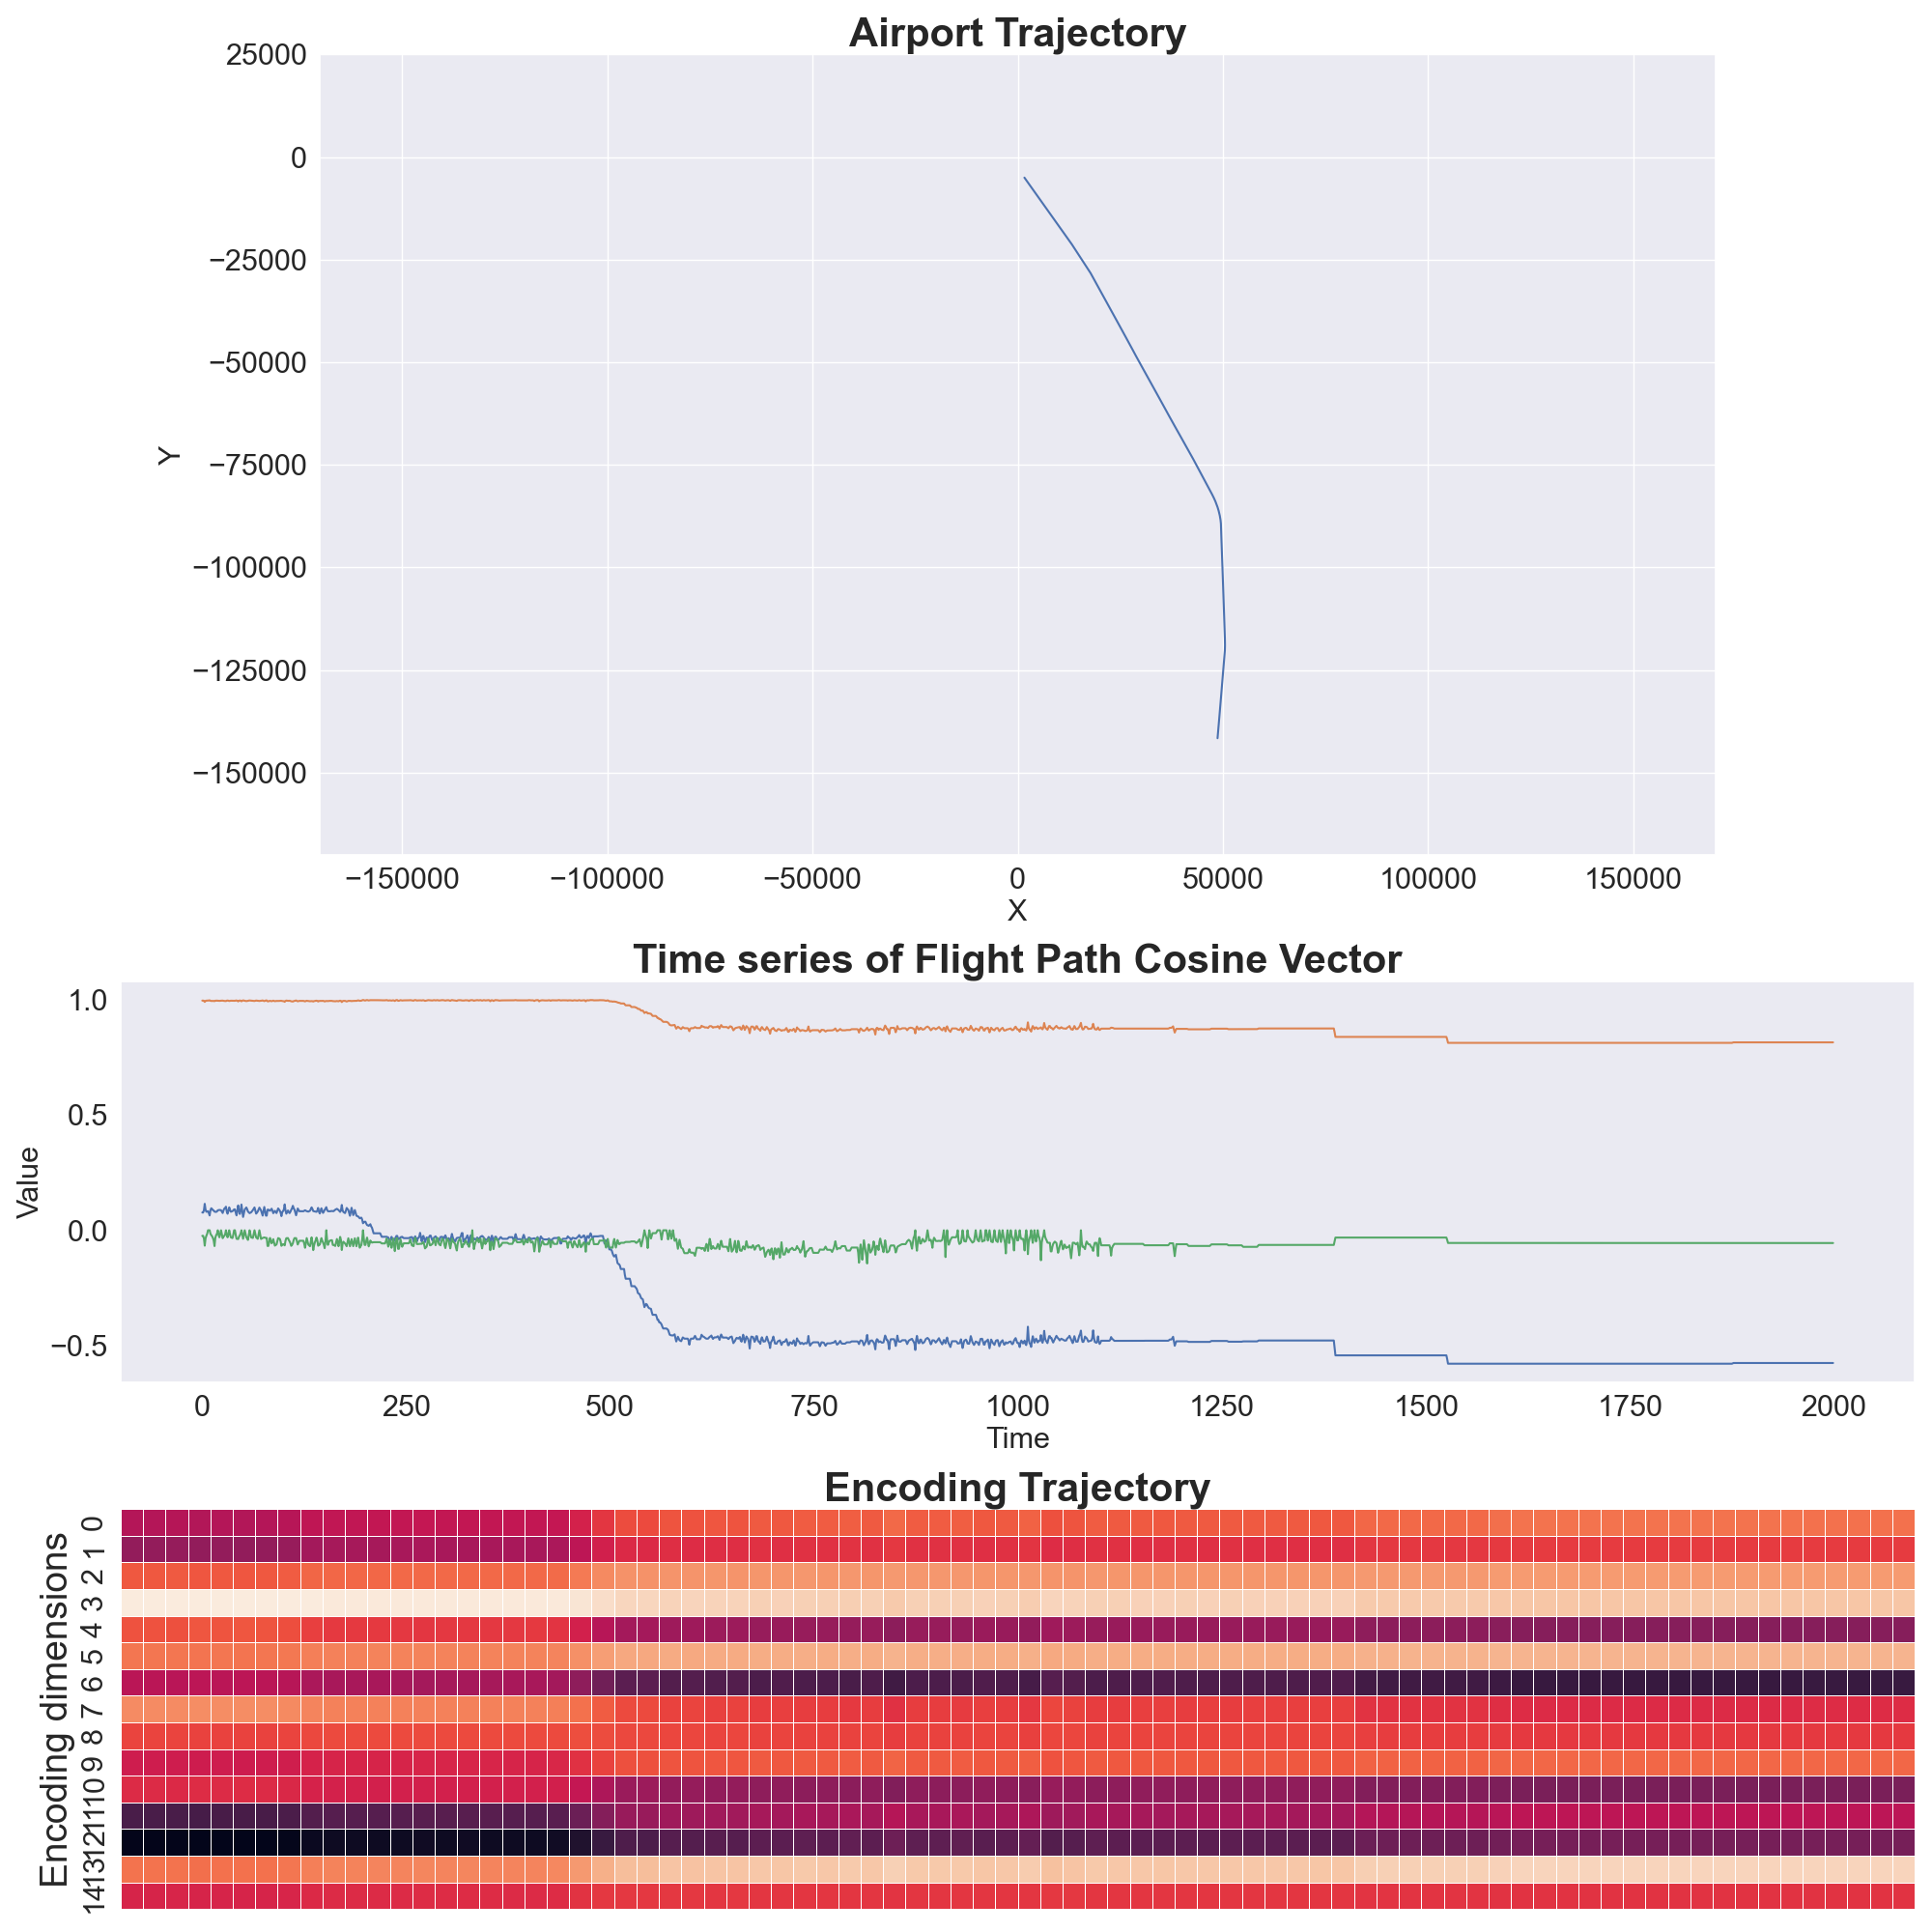 Airport Trajectory
25000
0
−25000
−50000
−75000
−100000
−125000
−150000
Y
−150000 −100000 −50000 0 50000 100000 150000
X
Time series of Flight Path Cosine Vector
1.0
0.5
0.0
−0.5
Value
0 250 500 750 1000 1250 1500 1750 2000
Time
Encoding Trajectory
Encoding dimensions
0
1
2
3
4
5
6
7
8
9
10
11
12
13
14